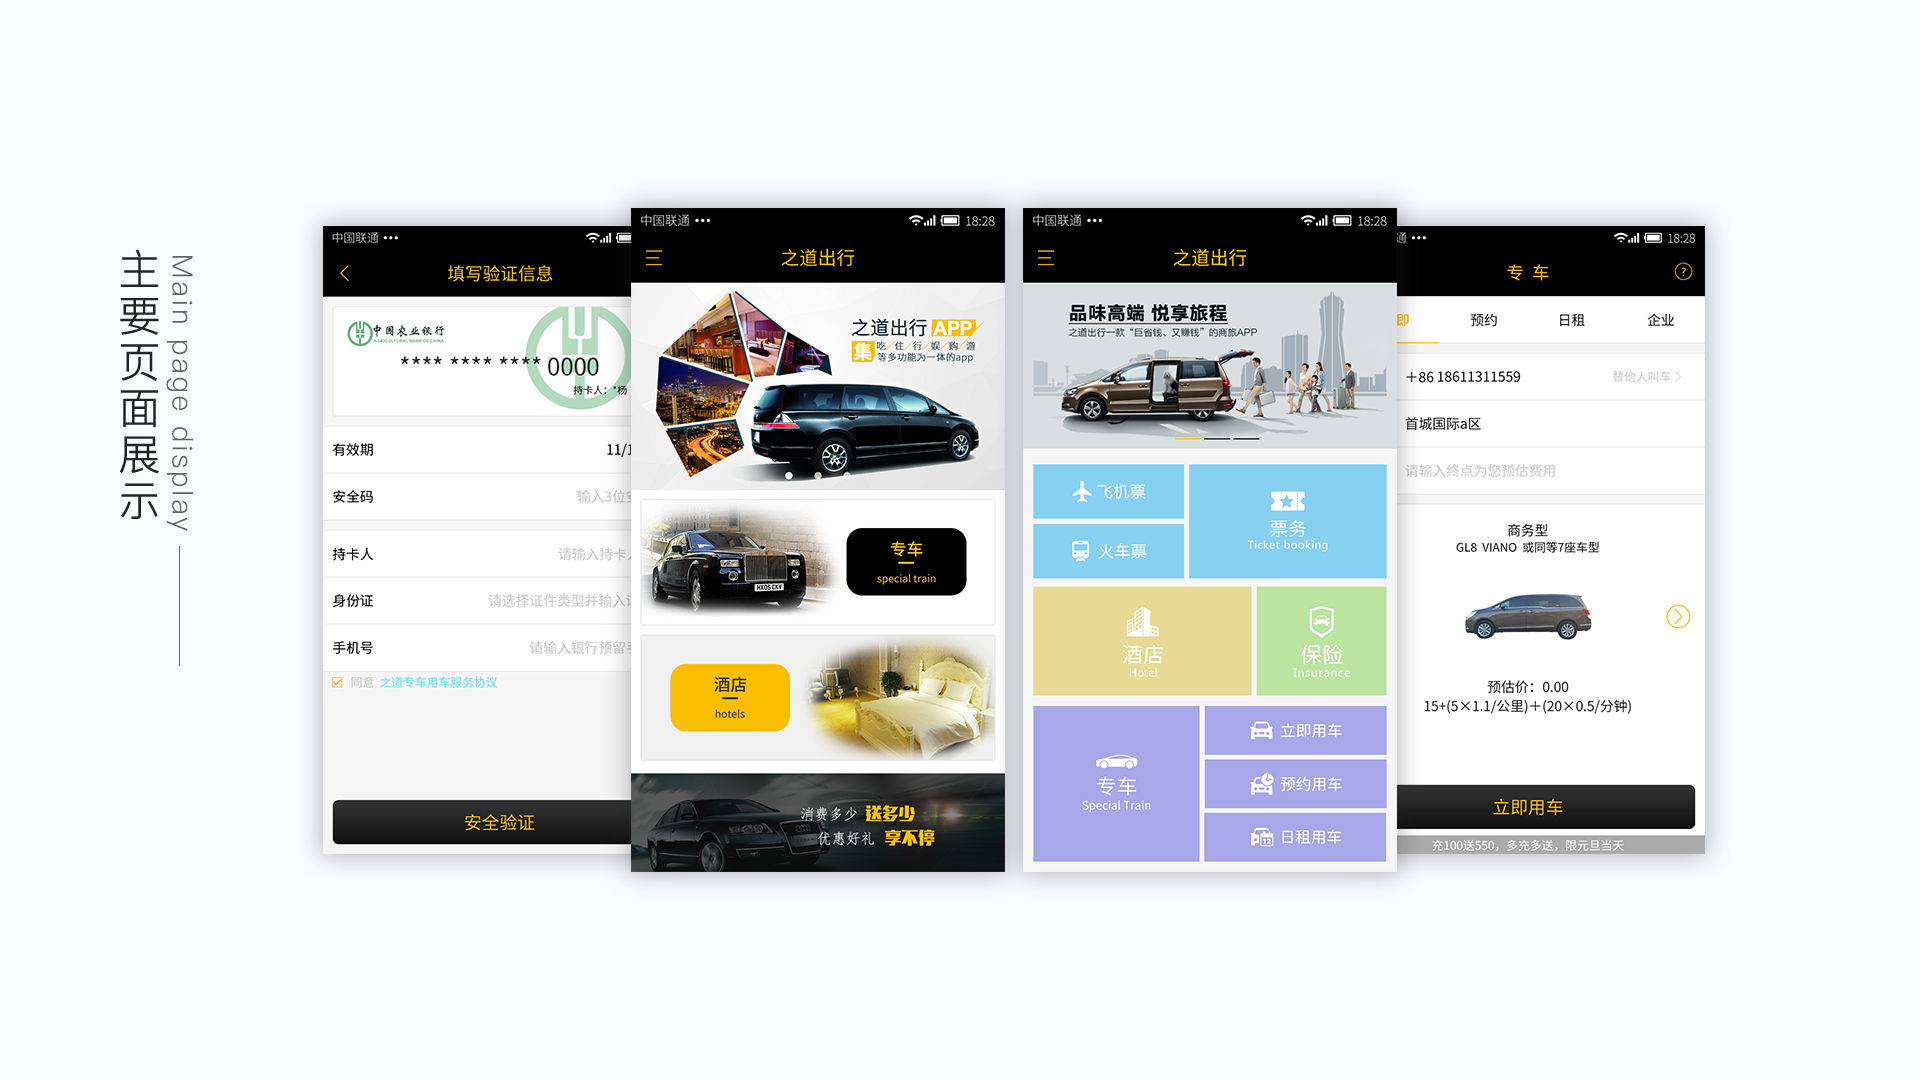 主要页面展示
Main page display
中国联通
填写验证信息
中国农业银行
AGRICULTURAL BANK OF CHINA
**** **** **** 0000
持卡人：*杨
有效期 11/1
安全码 输入3位
持卡人 请输入持卡
身份证 请选择证件类型并输入
手机号 请输入银行预留
同意 之道专车用车服务协议
安全验证
中国联通 18:28
之道出行
之道出行APP
集 吃/住/行/娱/购/游
等多功能为一体的app
专车
special train
HX05 CXV
酒店
hotels
消费多少 送多少
优惠好礼 享不停
中国联通 18:28
之道出行
品味高端 悦享旅程
之道出行一款“巨省钱、又赚钱”的商旅APP
飞机票
火车票
票务
Ticket booking
酒店
Hotel
保险
Insurance
专车
Special Train
立即用车
预约用车
12
日租用车
通 18:28
专 车
?
即 预约 日租 企业
+86 18611311559 替他人叫车
首城国际a区
请输入终点为您预估费用
商务型
GL8 VIANO 或同等7座车型
预估价：0.00
15+(5×1.1/公里)+(20×0.5/分钟)
立即用车
充100送550，多充多送，限元旦当天